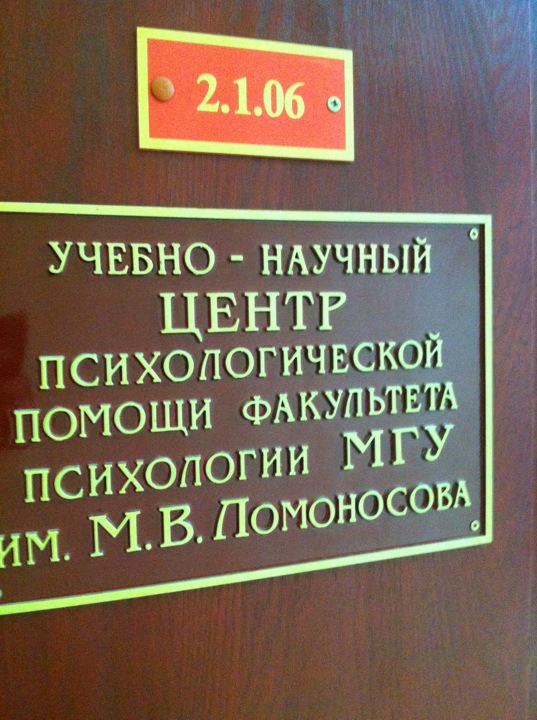 2.1.06
УЧЕБНО - НАУЧНЫЙ
ЦЕНТР
ПСИХОЛОГИЧЕСКОЙ
ПОМОЩИ ФАКУЛЬТЕТА
ПСИХОЛОГИИ МГУ
ИМ. М.В. ЛОМОНОСОВА